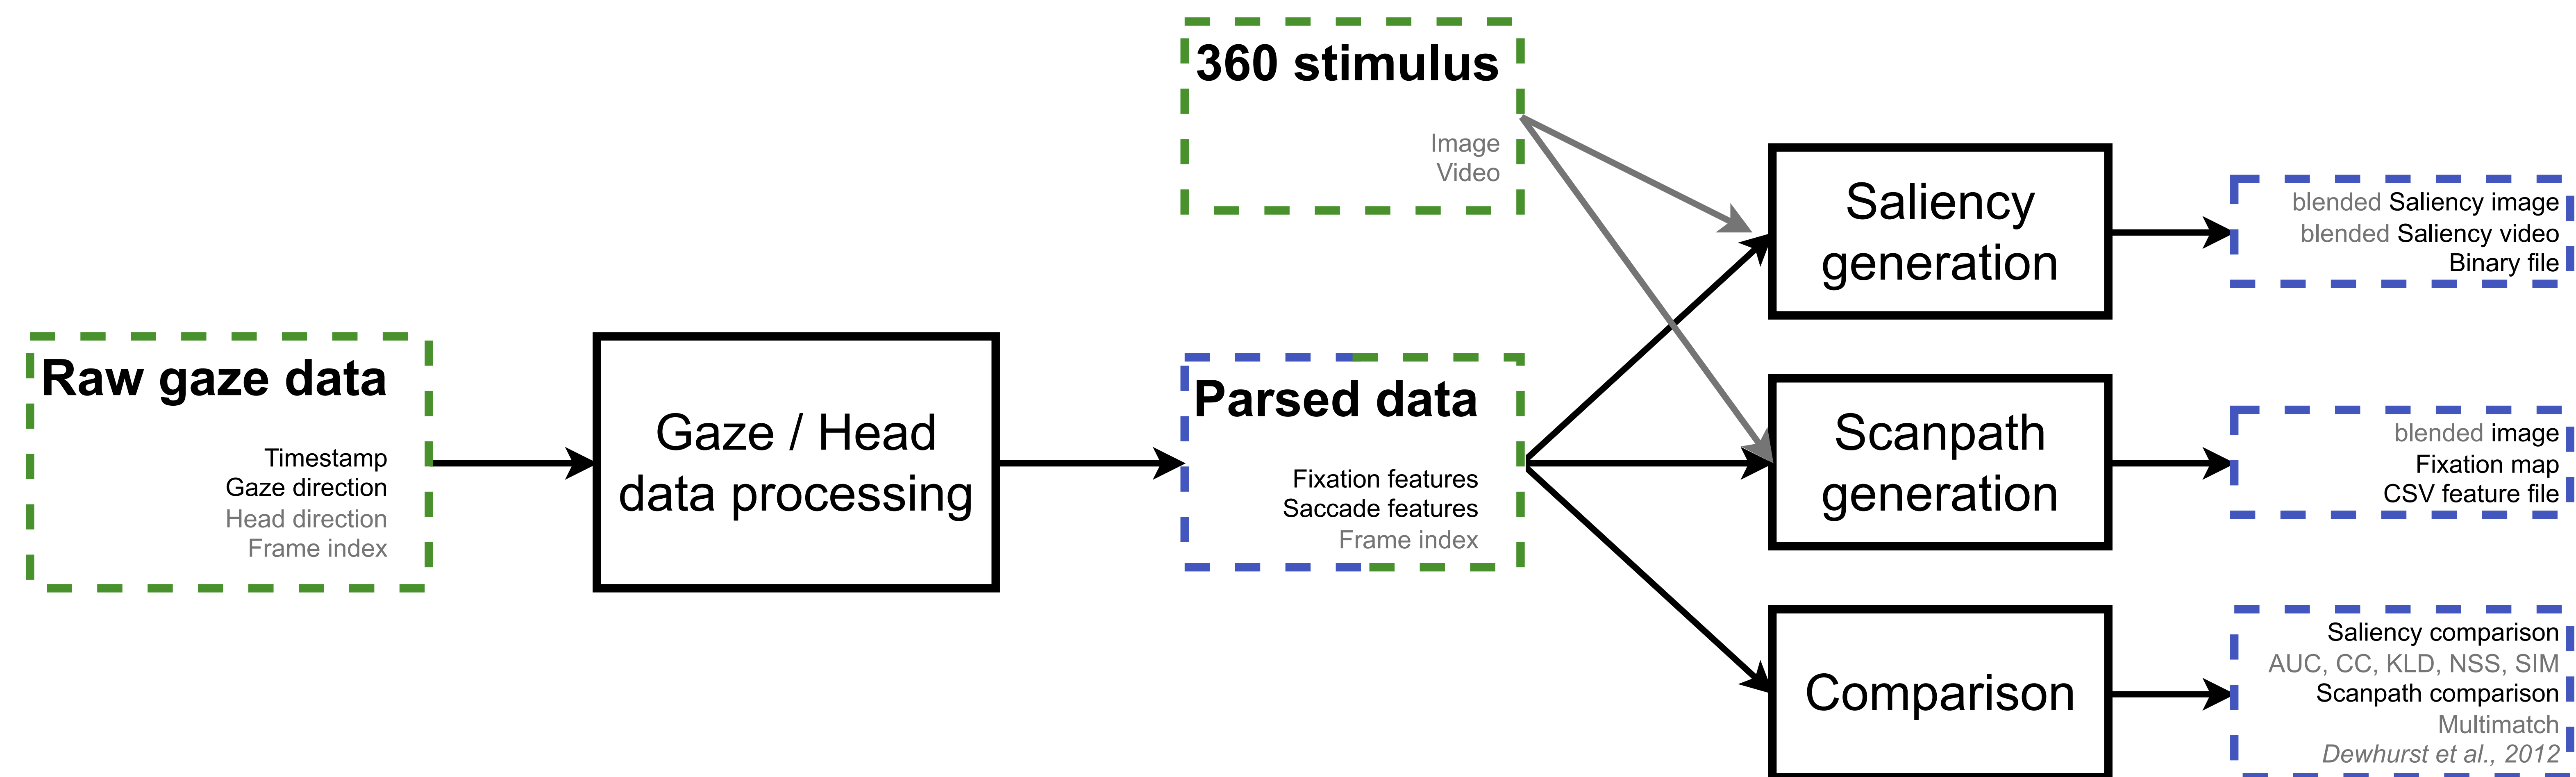 360 stimulus
Image
Video
Raw gaze data
Timestamp
Gaze direction
Head direction
Frame index
Gaze / Head
data processing
Parsed data
Fixation features
Saccade features
Frame index
Saliency
generation
blended Saliency image
blended Saliency video
Binary file
Scanpath
generation
blended image
Fixation map
CSV feature file
Comparison
Saliency comparison
AUC, CC, KLD, NSS, SIM
Scanpath comparison
Multimatch
Dewhurst et al., 2012